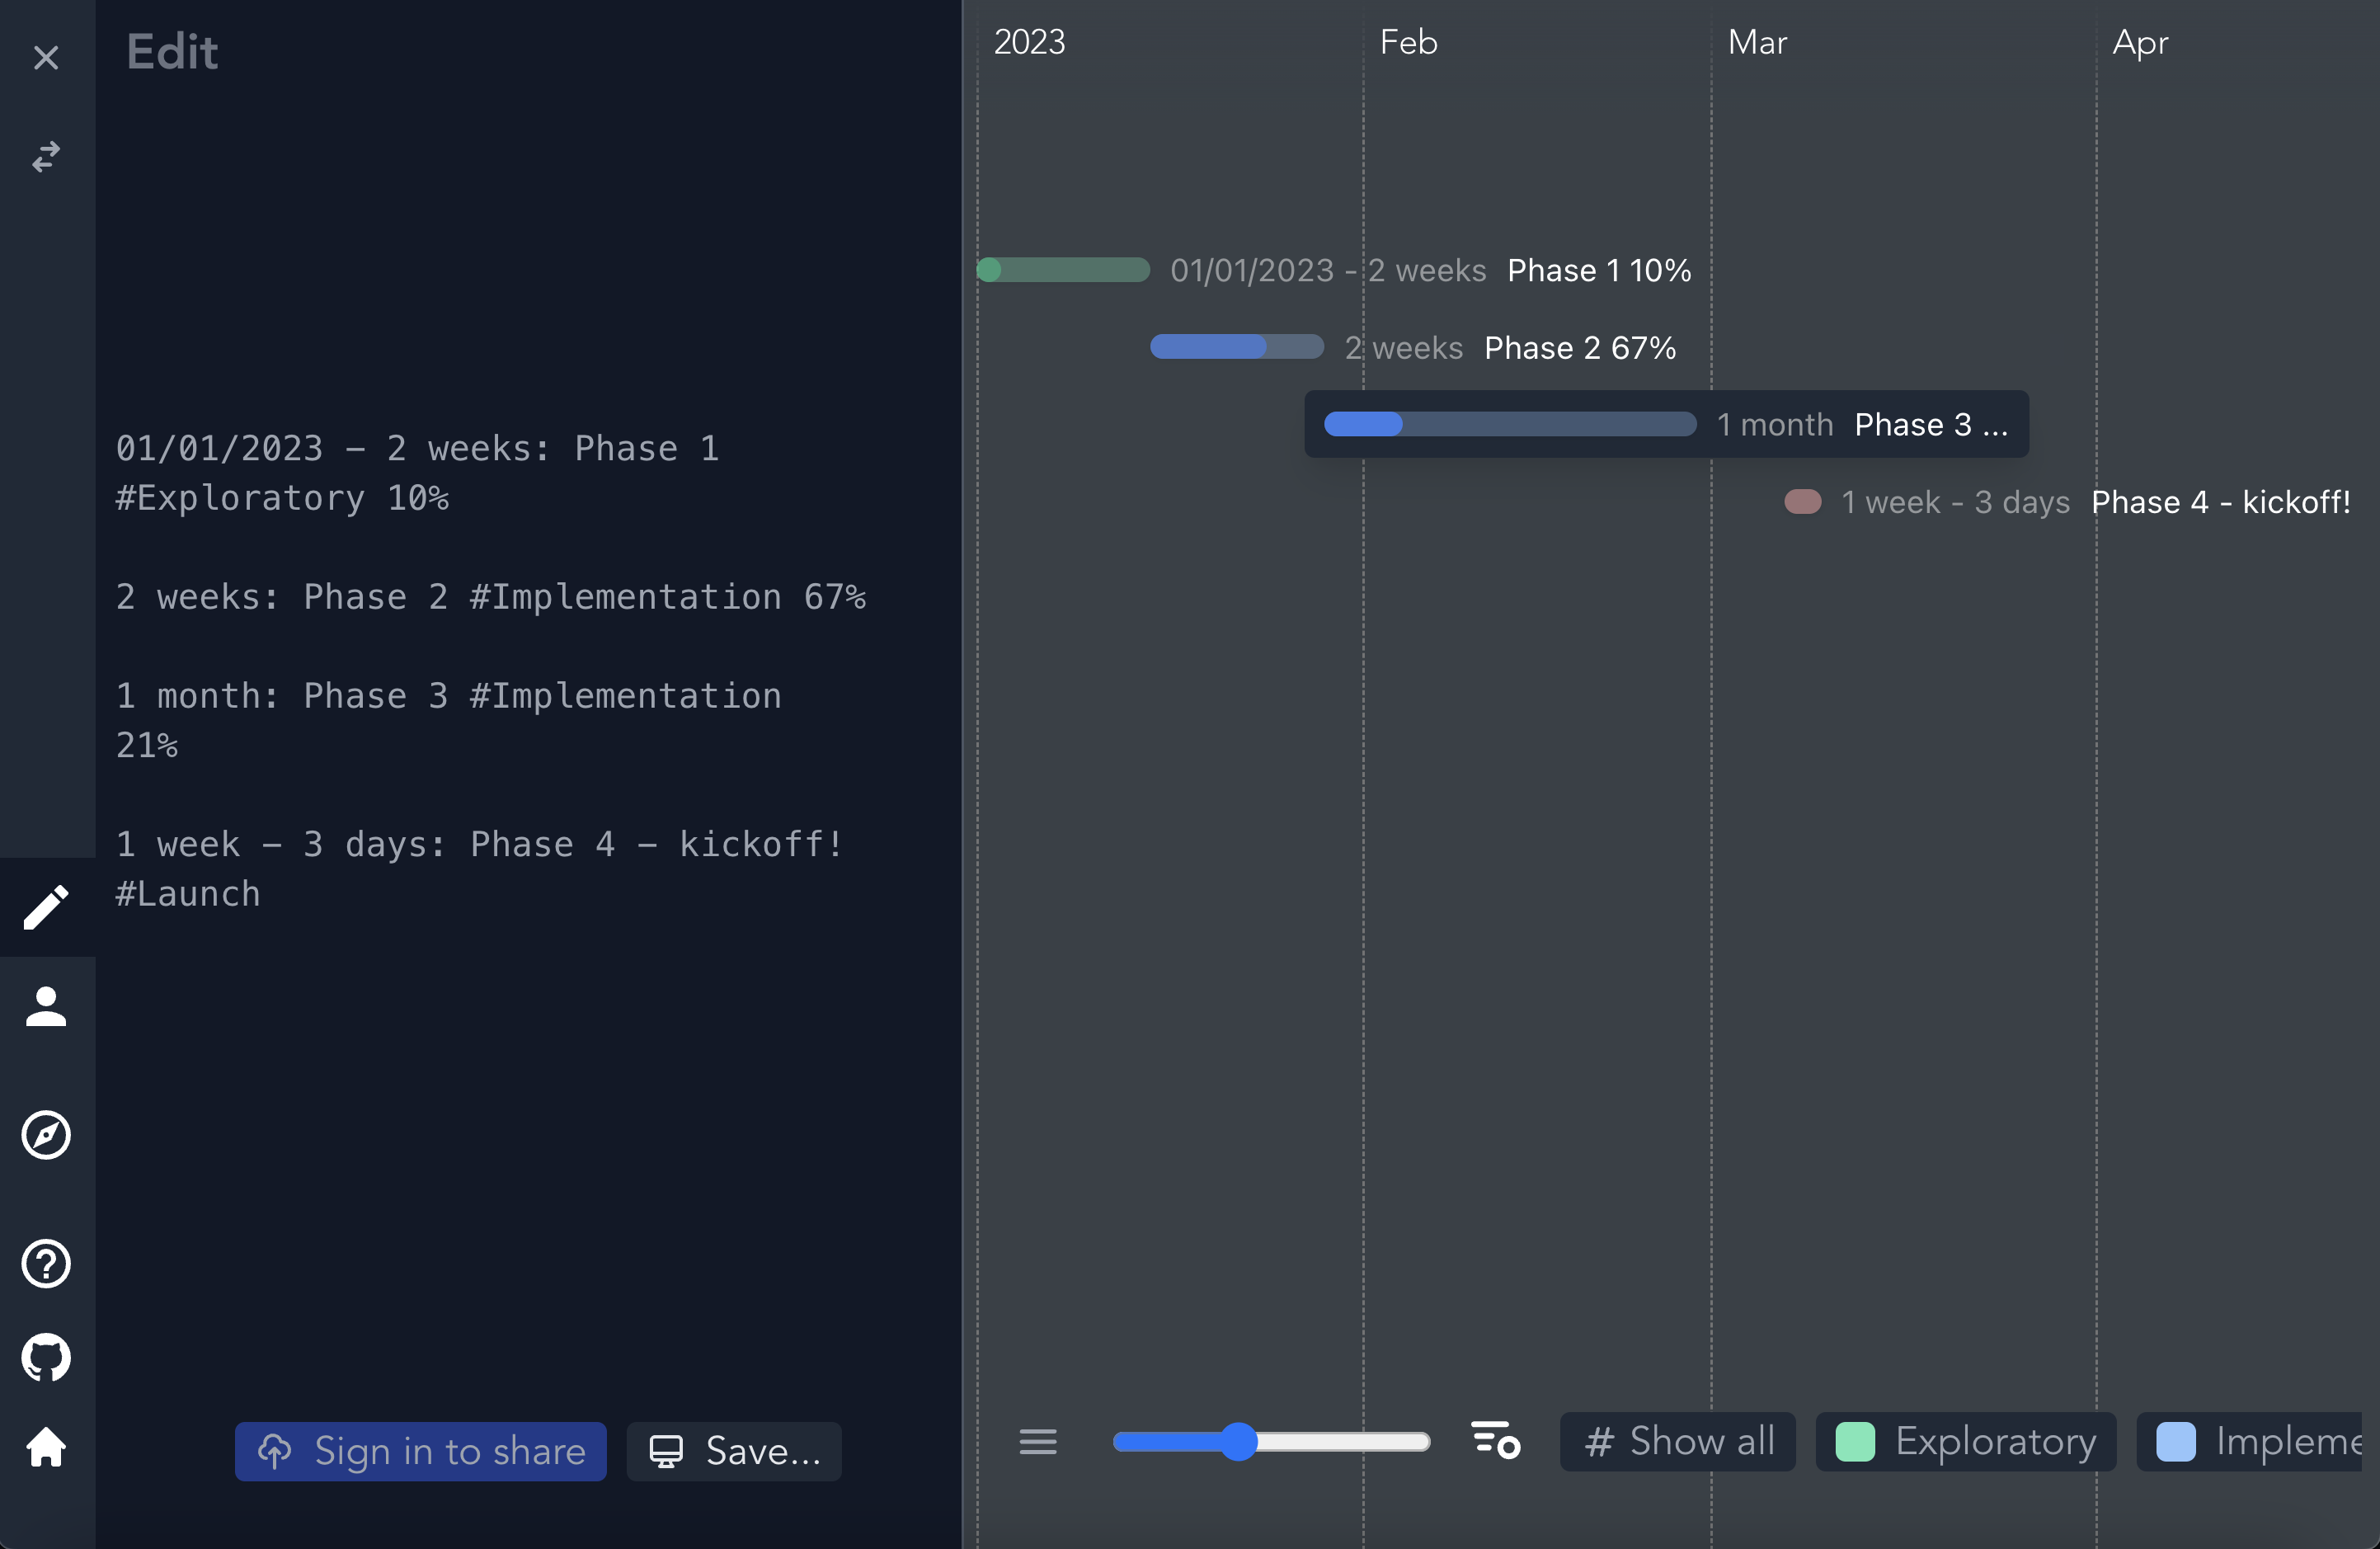 Edit
01/01/2023 – 2 weeks: Phase 1
#Exploratory 10%
2 weeks: Phase 2 #Implementation 67%
1 month: Phase 3 #Implementation
21%
1 week – 3 days: Phase 4 – kickoff!
#Launch
Sign in to share
Save...
2023 Feb Mar Apr
01/01/2023 - 2 weeks Phase 1 10%
2 weeks Phase 2 67%
1 month Phase 3 ...
1 week - 3 days Phase 4 - kickoff!
# Show all
Exploratory
Impleme